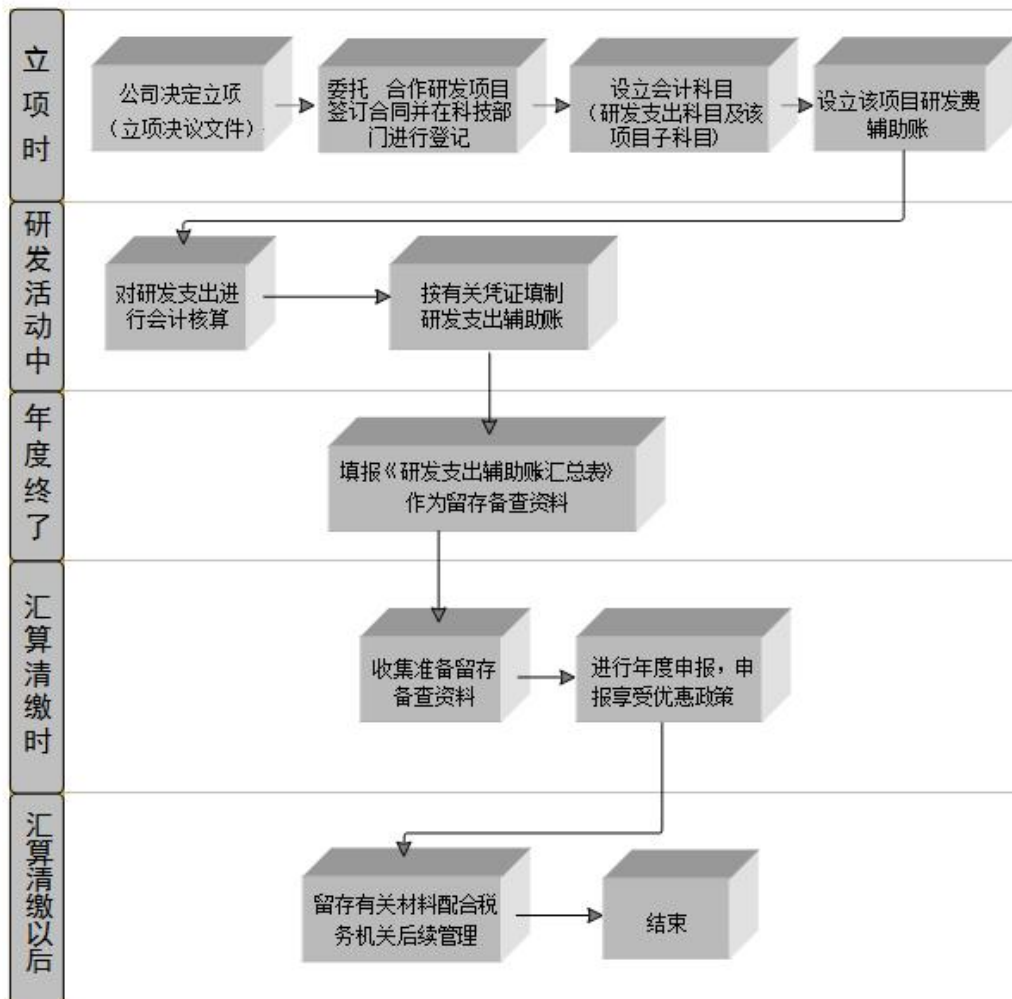 立项时
公司决定立项
（立项决议文件）
委托 合作研发项目
签订合同并在科技部
门进行登记
设立会计科目
（研发支出科目及该
项目子科目）
设立该项目研发费
辅助账
研发活动中
对研发支出进
行会计核算
按有关凭证填制
研发支出辅助账
年度终了
填报《研发支出辅助账汇总表》
作为留存备查资料
汇算清缴时
收集准备留存
备查资料
进行年度申报，申
报享受优惠政策
汇算清缴以后
留存有关材料配合税
务机关后续管理
结束